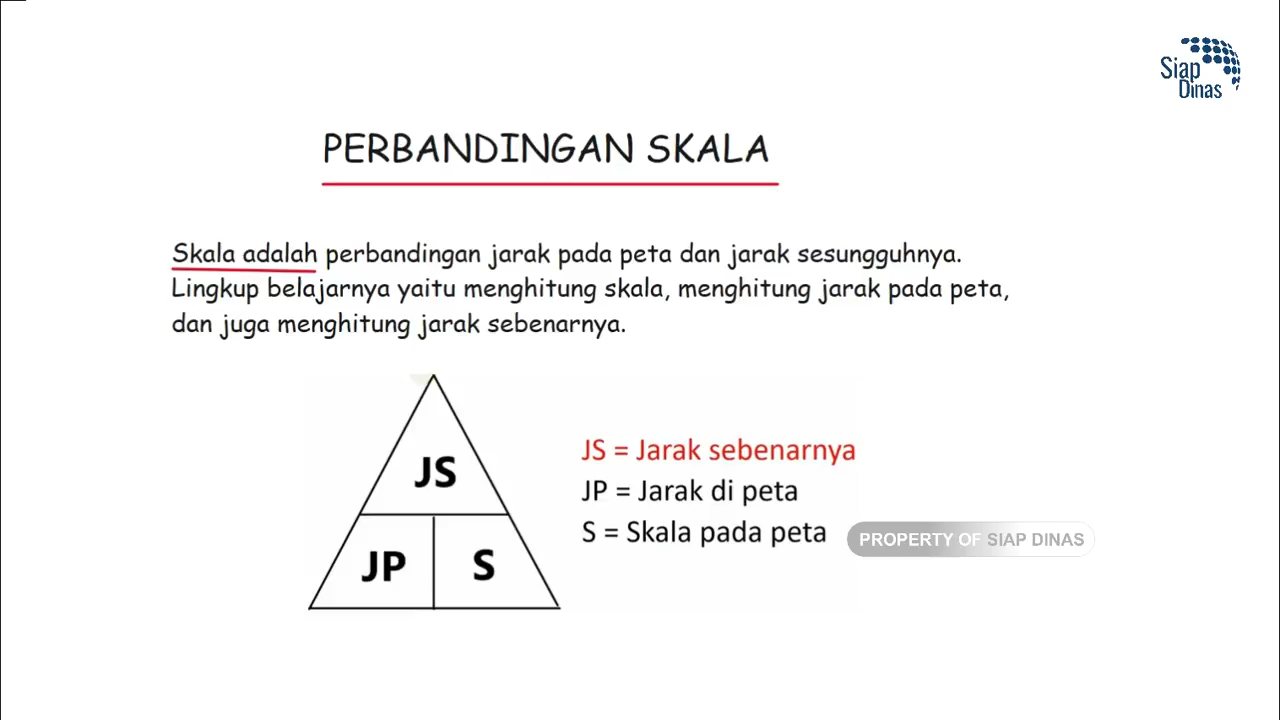 Siap
Dinas
PERBANDINGAN SKALA
Skala adalah perbandingan jarak pada peta dan jarak sesungguhnya.
Lingkup belajarnya yaitu menghitung skala, menghitung jarak pada peta,
dan juga menghitung jarak sebenarnya.
JS
JP S
JS = Jarak sebenarnya
JP = Jarak di peta
S = Skala pada peta
PROPERTY OF SIAP DINAS